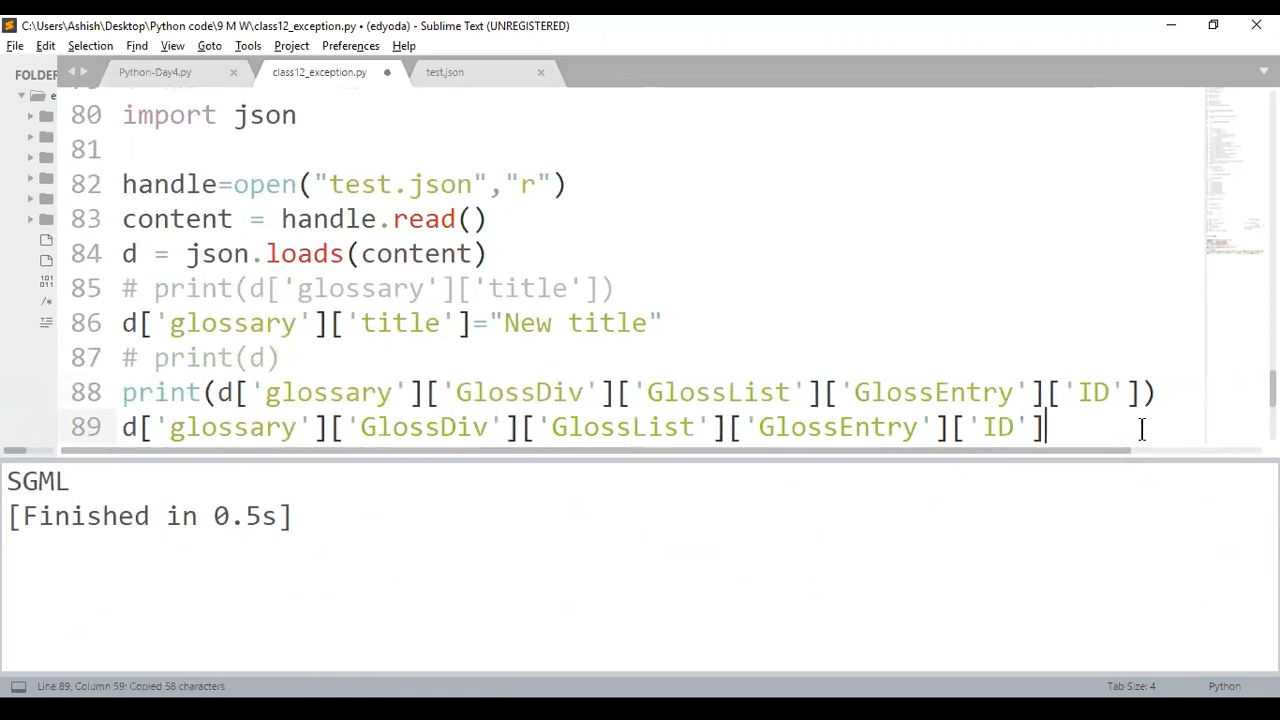 C:\Users\Ashish\Desktop\Python code\9 M W\class12_exception.py • (edyoda) - Sublime Text (UNREGISTERED)
File Edit Selection Find View Goto Tools Project Preferences Help
FOLDER
Python-Day4.py class12_exception.py test.json
80 import json
81
82 handle=open("test.json","r")
83 content = handle.read()
84 d = json.loads(content)
85 # print(d['glossary']['title'])
86 d['glossary']['title']="New title"
87 # print(d)
88 print(d['glossary']['GlossDiv']['GlossList']['GlossEntry']['ID'])
89 d['glossary']['GlossDiv']['GlossList']['GlossEntry']['ID']
SGML
[Finished in 0.5s]
Line 89, Column 59: Copied 58 characters Tab Size: 4 Python